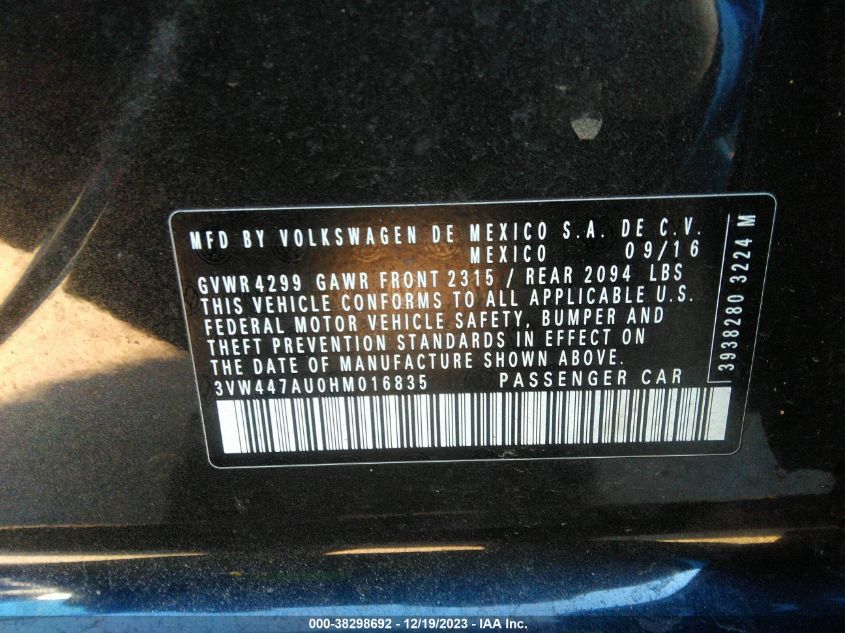 MFD BY VOLKSWAGEN DE MEXICO S.A. DE C.V.
MEXICO 09/16
GVWR 4299 GAWR FRONT 2315 / REAR 2094 LBS
THIS VEHICLE CONFORMS TO ALL APPLICABLE U.S.
FEDERAL MOTOR VEHICLE SAFETY, BUMPER AND
THEFT PREVENTION STANDARDS IN EFFECT ON
THE DATE OF MANUFACTURE SHOWN ABOVE.
3VW447AU0HM016835 PASSENGER CAR
3938280 3224 M
000-38298692 - 12/19/2023 - IAA Inc.